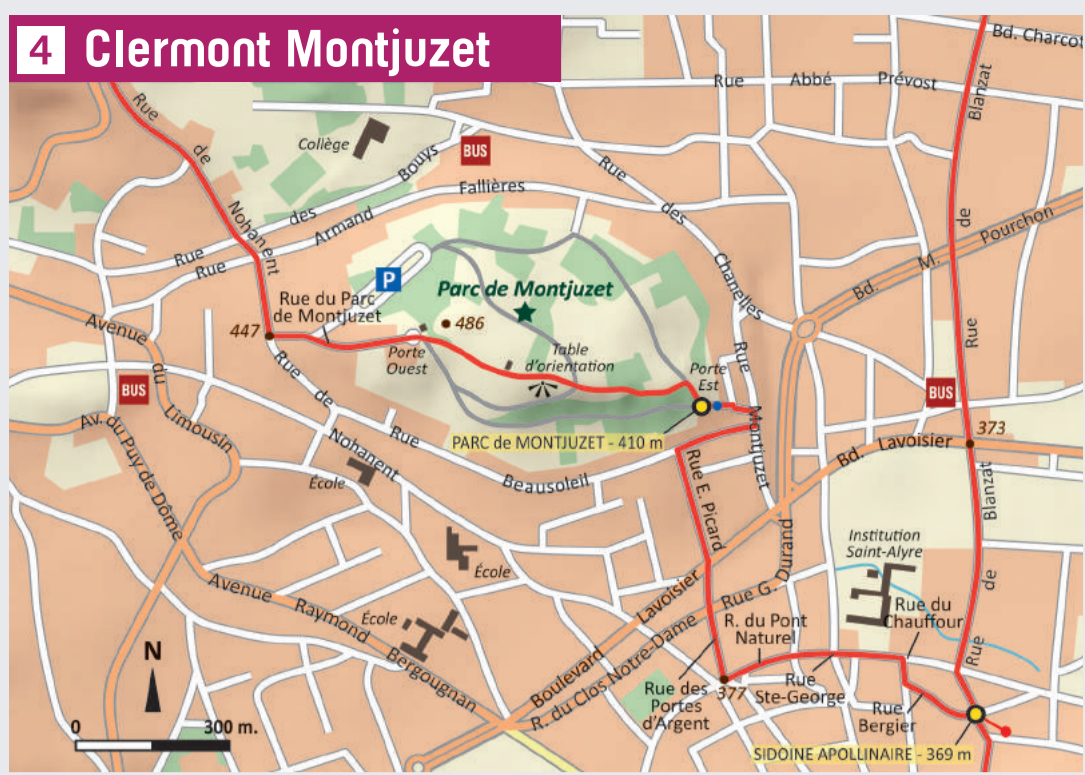 4 Clermont Montjuzet
Bd. Charcot
Rue Abbé Prévost
Blanzat
Rue
de
Nohanent
Collège
BUS
Rue des Bouys
Rue Armand Fallières
Rue
des
Chanelles
de
Bd. M. Pourchon
P
Parc de Montjuzet
Rue du Parc
de Montjuzet
486
447
Porte
Ouest
Table
d'orientation
Porte
Est
Rue
Montjuzet
Rue
Avenue
du
Limousin
BUS
BUS
373
Av. du Puy de Dôme
Rue
de
Nohanent
Rue
Beausoleil
PARC de MONTJUZET - 410 m
Bd. Lavoisier
École
Rue E. Picard
Blanzat
de
Rue
Institution
Saint-Alyre
École
Avenue Raymond
Bergougnan
École
Boulevard Lavoisier
R. du Clos Notre-Dame
Rue G. Durand
R. du Pont
Naturel
Rue du
Chauffour
N
377
Rue des
Portes
d'Argent
Rue
Ste-George
Rue
Bergier
0 300 m.
SIDOINE APOLLINAIRE - 369 m